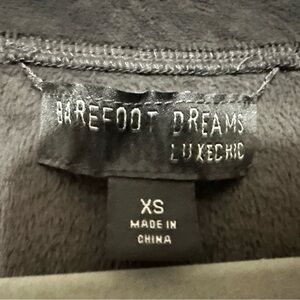 BAREFOOT DREAMS
LUXECHIC
XS
MADE IN
CHINA